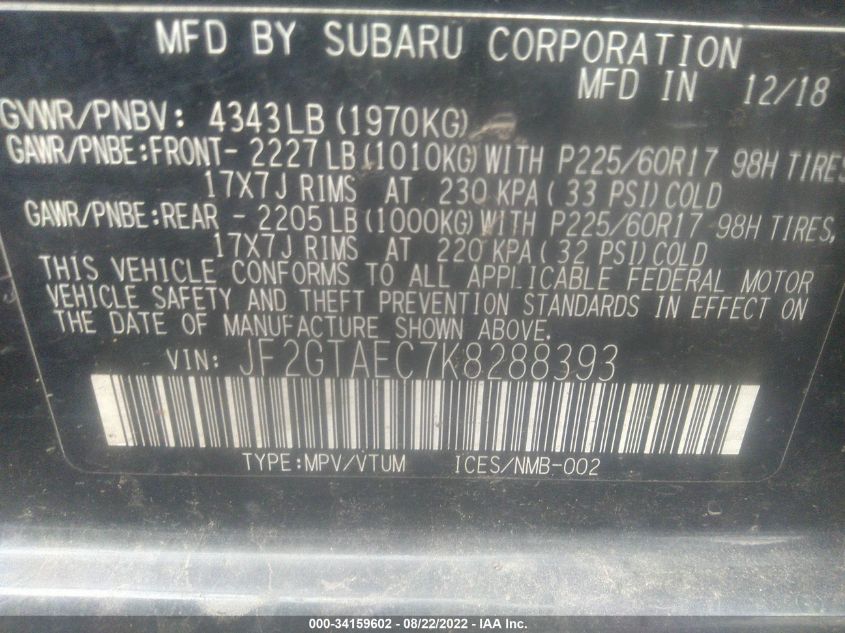 MFD BY SUBARU CORPORATION
MFD IN 12/18
GVWR/PNBV: 4343LB (1970KG)
GAWR/PNBE:FRONT- 2227 LB(1010KG) WITH P225/60R17 98H TIRES
17X7J RIMS AT 230 KPA (33 PSI) COLD
GAWR/PNBE:REAR - 2205 LB(1000KG) WITH P225/60R17 98H TIRES,
17X7J RIMS AT 220 KPA (32 PSI) COLD
THIS VEHICLE CONFORMS TO ALL APPLICABLE FEDERAL MOTOR
VEHICLE SAFETY AND THEFT PREVENTION STANDARDS IN EFFECT ON
THE DATE OF MANUFACTURE SHOWN ABOVE.
VIN: JF2GTAEC7K8288393
TYPE:MPV/VTUM ICES/NMB-002
000-34159602 - 08/22/2022 - IAA Inc.